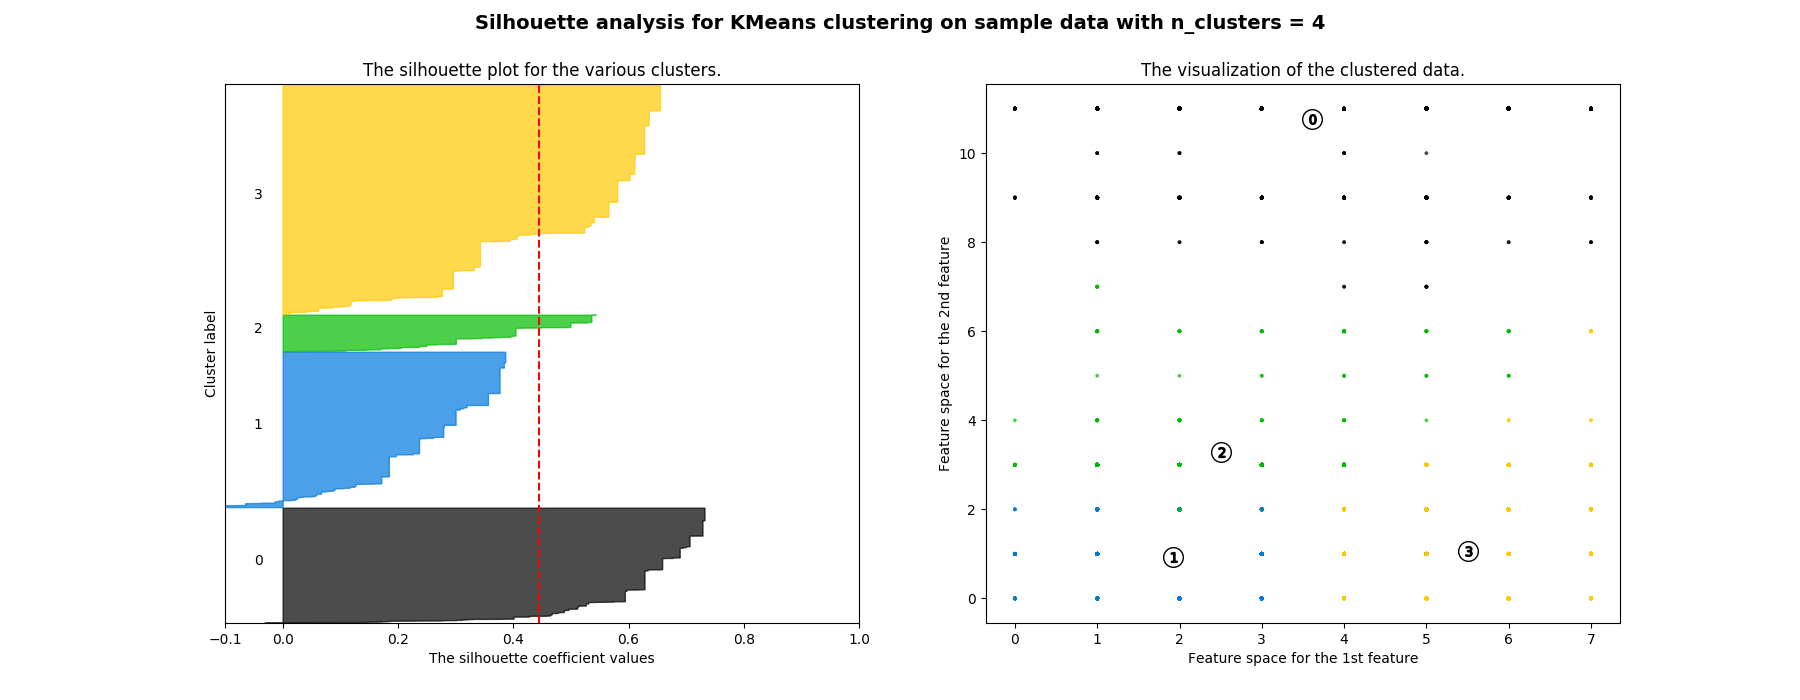 Silhouette analysis for KMeans clustering on sample data with n_clusters = 4
The silhouette plot for the various clusters.
3
2
1
0
Cluster label
−0.1 0.0 0.2 0.4 0.6 0.8 1.0
The silhouette coefficient values
The visualization of the clustered data.
10
8
6
4
2
0
Feature space for the 2nd feature
0
2
1
3
0 1 2 3 4 5 6 7
Feature space for the 1st feature